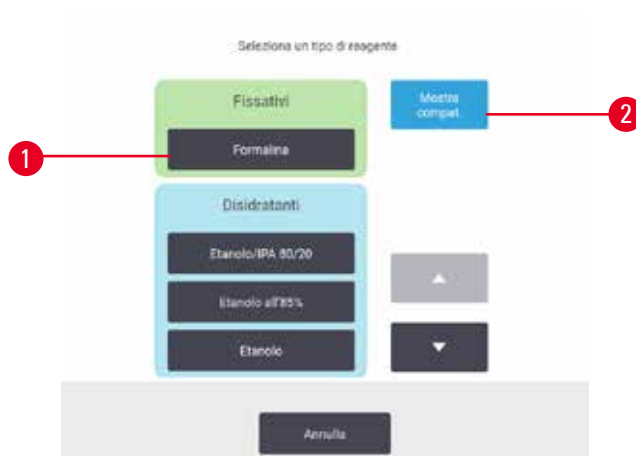 Seleziona un tipo di reagente
Fissativi
Mostra
compat.
1
Formalina
2
Disidratanti
Etanolo/IPA 80/20
Etanolo all'85%
Etanolo
Annulla